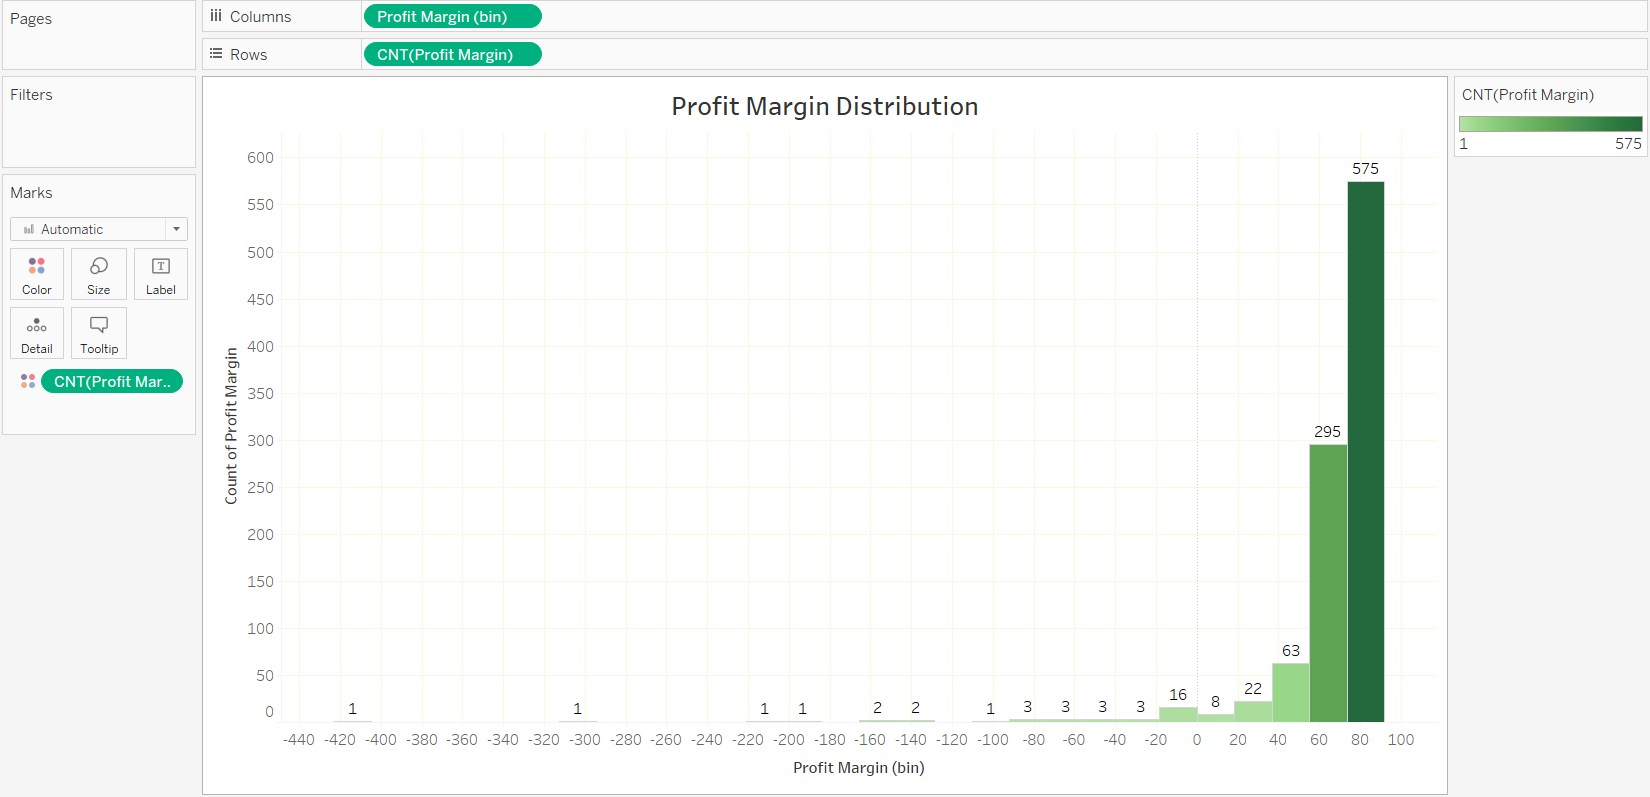 Pages
Columns
Profit Margin (bin)
Rows
CNT(Profit Margin)
Filters
Marks
Automatic
Color
Size
Label
Detail
Tooltip
CNT(Profit Mar..
Profit Margin Distribution
600
550
500
450
400
350
300
250
200
150
100
50
0
Count of Profit Margin
1
1
1
1
2
2
1
3
3
3
3
16
8
22
63
295
575
-440 -420 -400 -380 -360 -340 -320 -300 -280 -260 -240 -220 -200 -180 -160 -140 -120 -100 -80 -60 -40 -20 0 20 40 60 80 100
Profit Margin (bin)
CNT(Profit Margin)
1 575